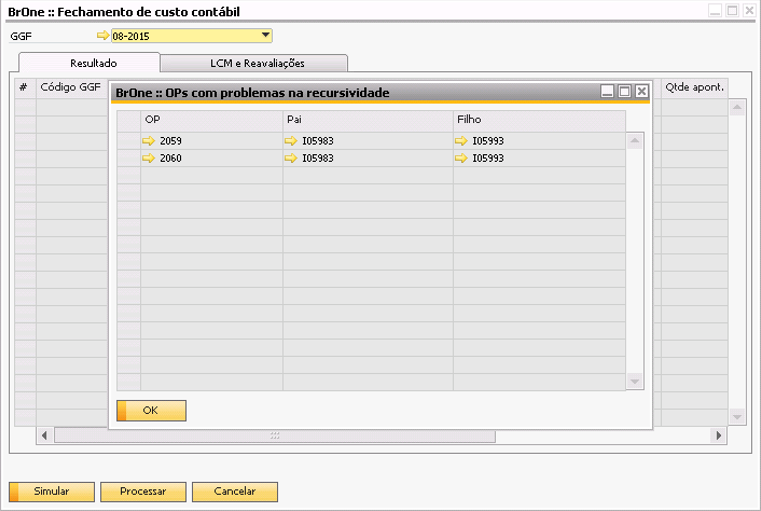 BrOne :: Fechamento de custo contábil
GGF 08-2015
Resultado LCM e Reavaliações
# Código GGF Qtde apont.
BrOne :: OPs com problemas na recursividade
OP Pai Filho
2059 I05983 I05993
2060 I05983 I05993
OK
Simular Processar Cancelar